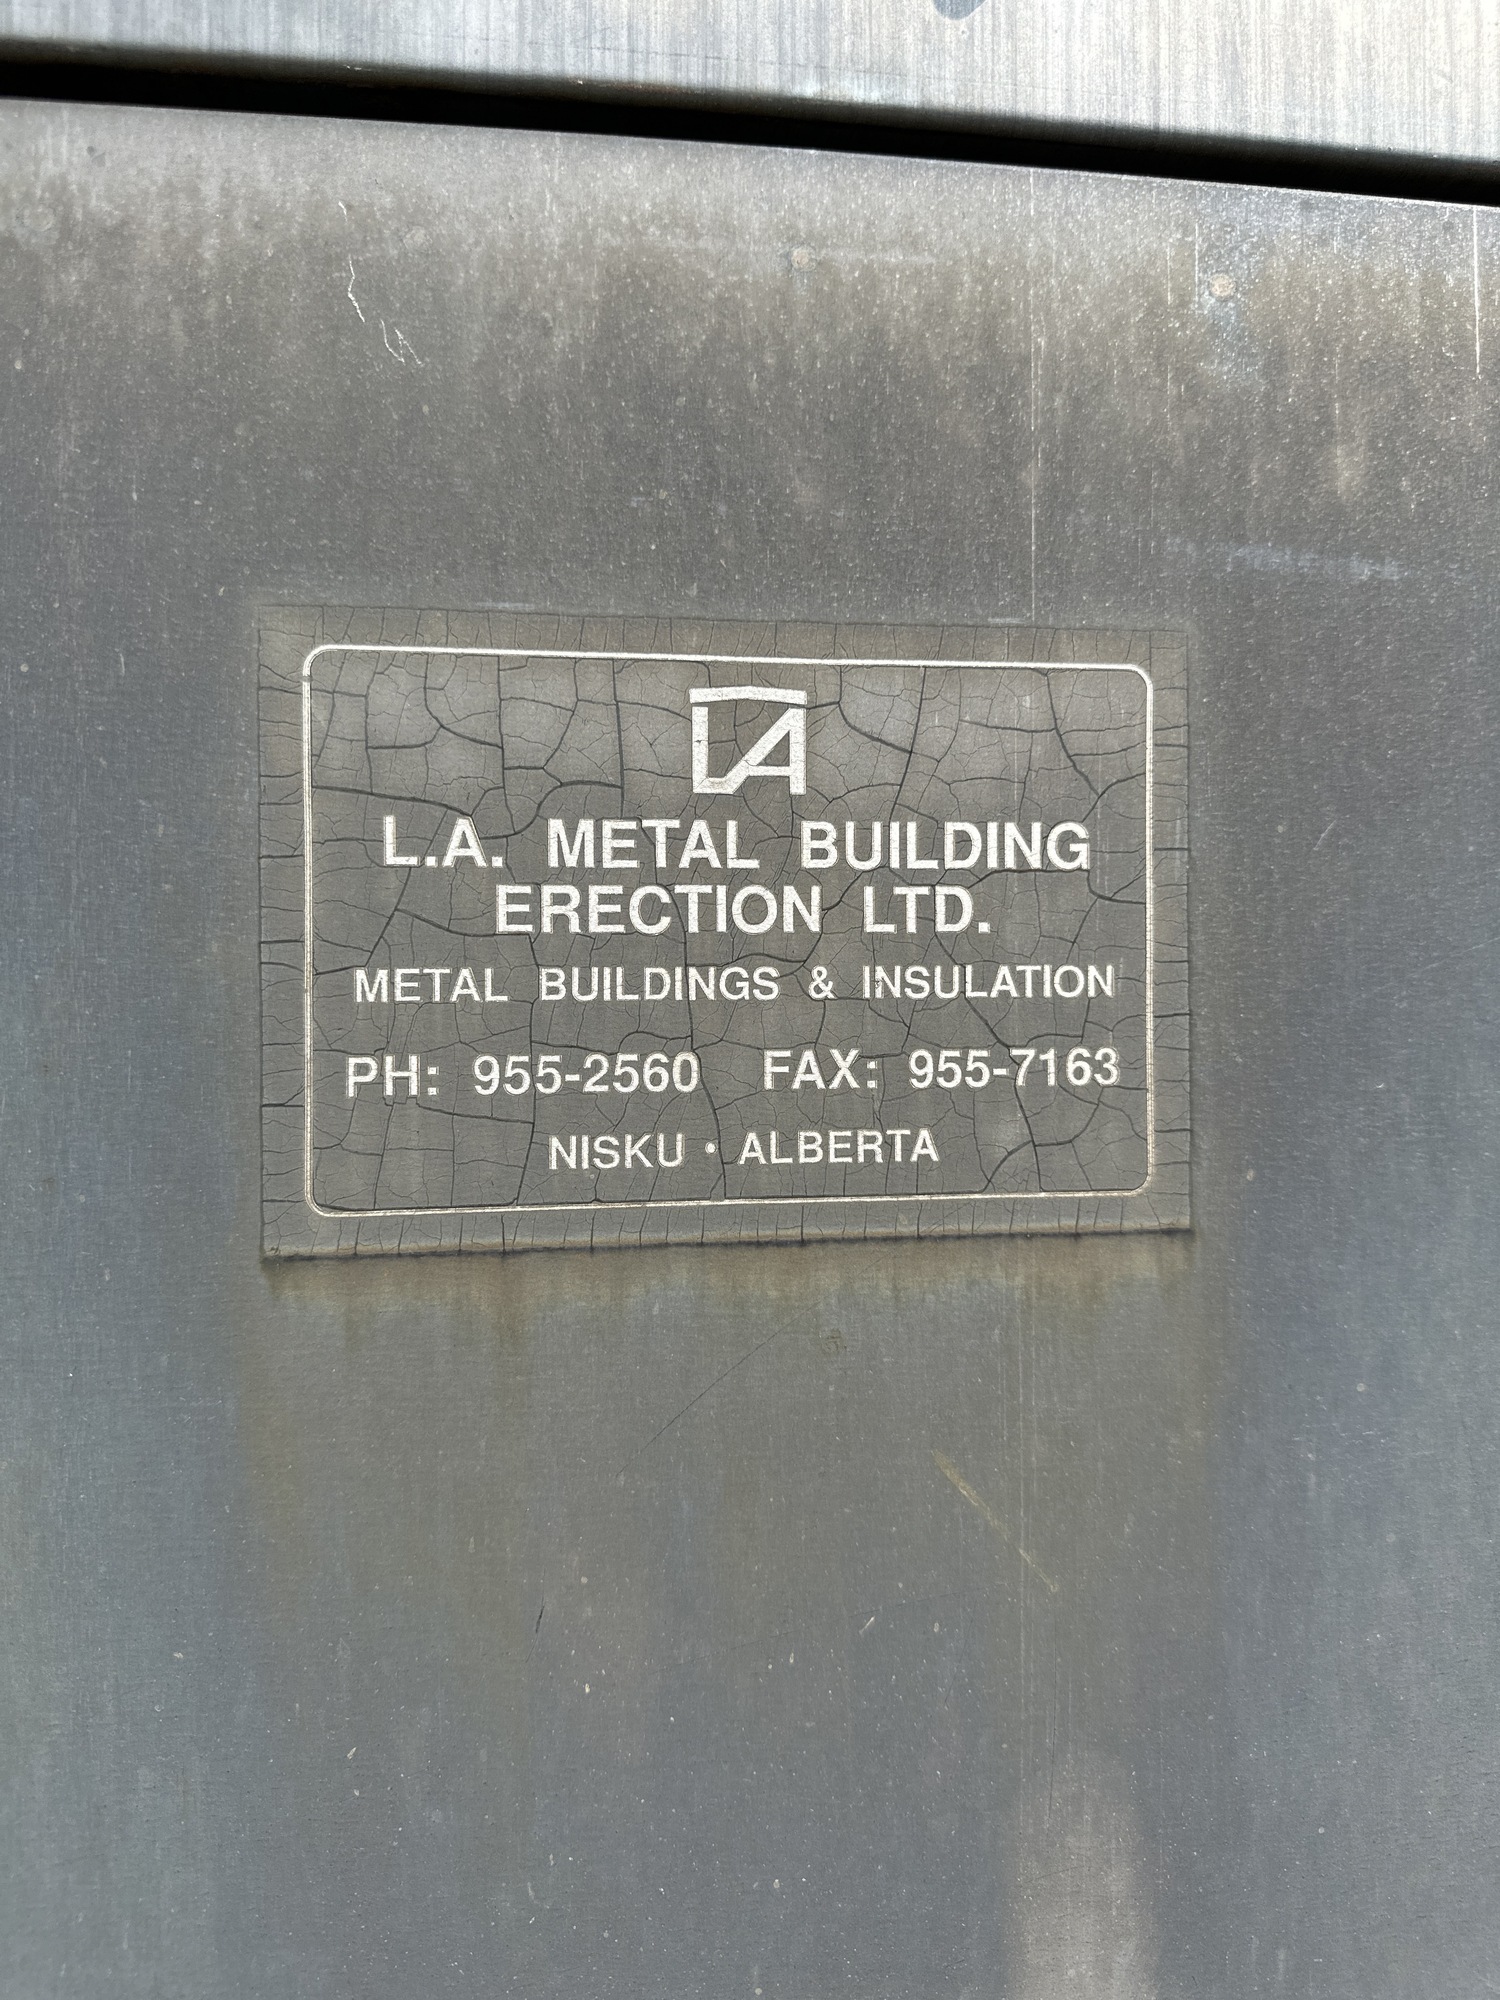 LA
L.A. METAL BUILDING
ERECTION LTD.
METAL BUILDINGS & INSULATION
PH: 955-2560 FAX: 955-7163
NISKU • ALBERTA